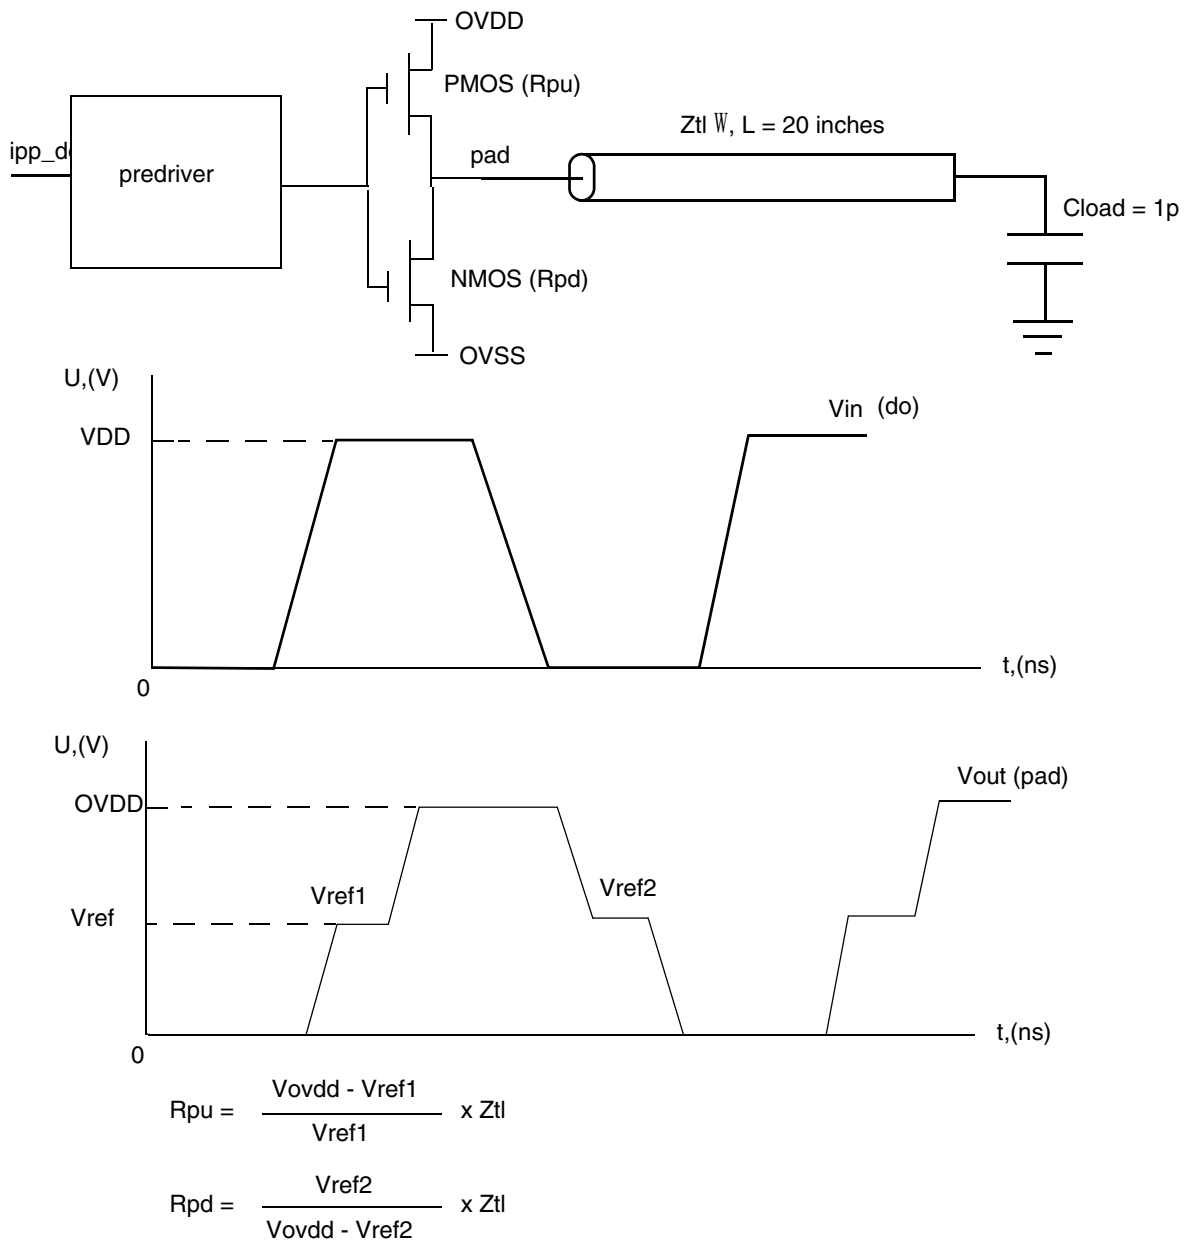 OVDD
PMOS (Rpu)
Ztl W, L = 20 inches
ipp_d
predriver
pad
Cload = 1p
NMOS (Rpd)
OVSS
U,(V)
VDD
Vin (do)
t,(ns)
0
U,(V)
Vout (pad)
OVDD
Vref1
Vref2
Vref
t,(ns)
0
Rpu = Vovdd - Vref1 x Ztl
Vref1
Rpd = Vref2 x Ztl
Vovdd - Vref2